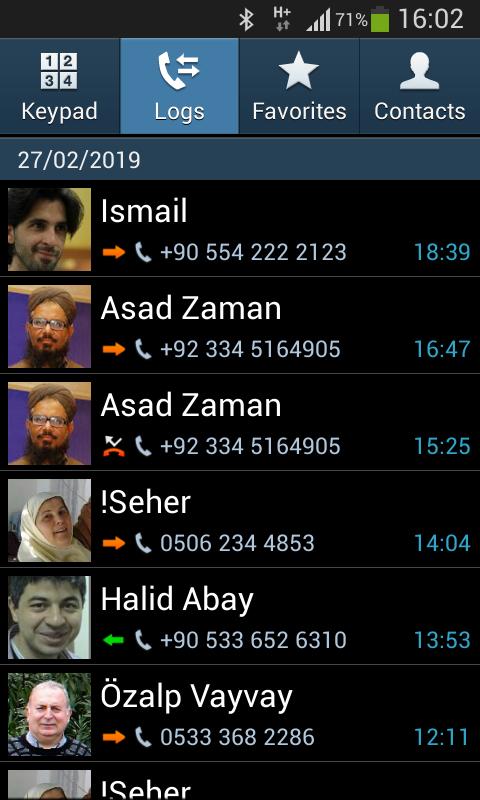 H+ 71% 16:02
1 2
3 4
Keypad Logs Favorites Contacts
27/02/2019
Ismail
+90 554 222 2123 18:39
Asad Zaman
+92 334 5164905 16:47
Asad Zaman
+92 334 5164905 15:25
!Seher
0506 234 4853 14:04
Halid Abay
+90 533 652 6310 13:53
Özalp Vayvay
0533 368 2286 12:11
!Seher